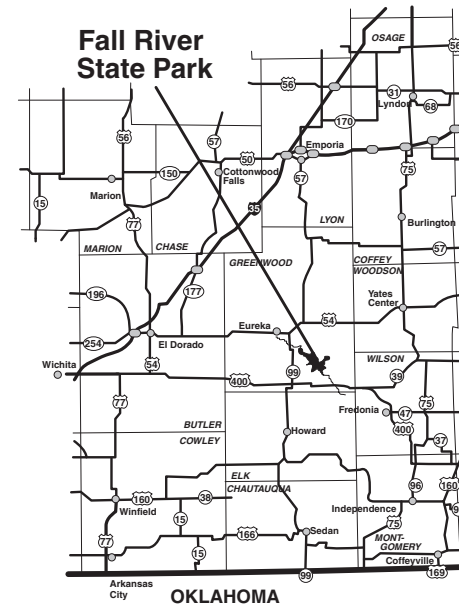 Fall River
State Park
OSAGE
56
56
31
Lyndon
68
170
56
57
50
Emporia
75
150
Cottonwood
Falls
57
Marion
15
77
35
LYON
Burlington
MARION
CHASE
GREENWOOD
COFFEY
57
WOODSON
177
196
Yates
Center
54
254
El Dorado
Eureka
54
WILSON
Wichita
99
39
400
77
75
Fredonia
47
400
37
BUTLER
COWLEY
Howard
ELK
CHAUTAUQUA
96
160
160
38
Winfield
Independence
15
75
166
Sedan
77
15
MONT-
GOMERY
Coffeyville
169
Arkansas
City
99
OKLAHOMA